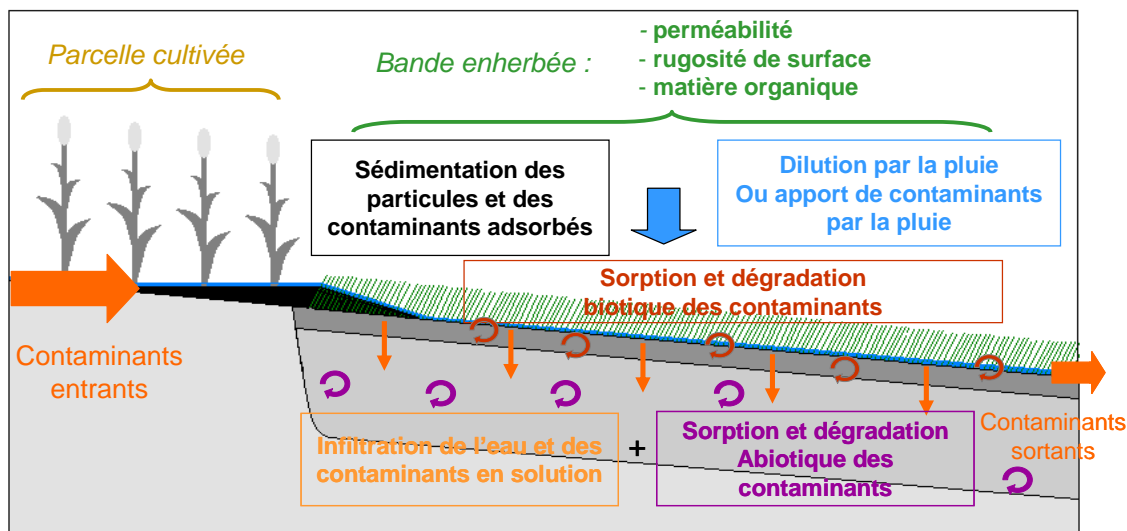 Parcelle cultivée
Bande enherbée :
- perméabilité
- rugosité de surface
- matière organique
Sédimentation des
particules et des
contaminants adsorbés
Dilution par la pluie
Ou apport de contaminants
par la pluie
Sorption et dégradation
biotique des contaminants
Contaminants
entrants
Infiltration de l'eau et des
contaminants en solution
+
Sorption et dégradation
Abiotique des
contaminants
Contaminants
sortants